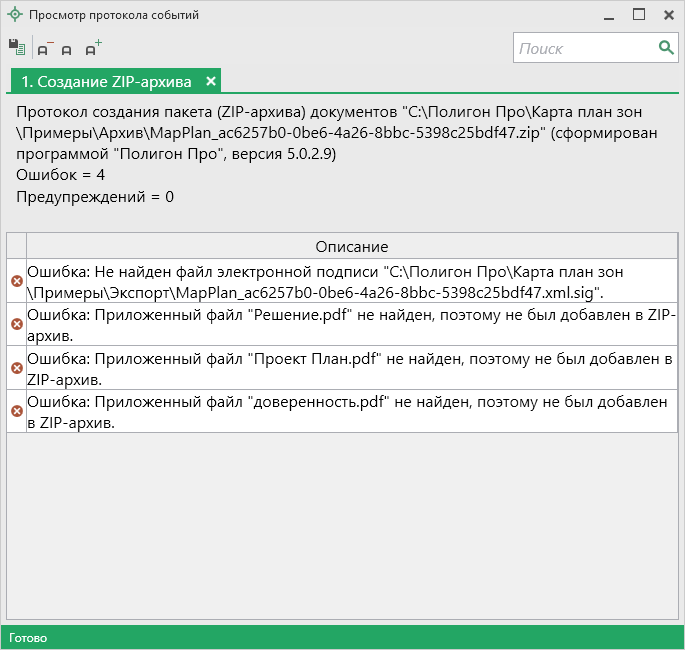 Просмотр протокола событий
Поиск
1. Создание ZIP-архива
Протокол создания пакета (ZIP-архива) документов "C:\Полигон Про\Карта план зон
\Примеры\Архив\MapPlan_ac6257b0-0be6-4a26-8bbc-5398c25bdf47.zip" (сформирован
программой "Полигон Про", версия 5.0.2.9)
Ошибок = 4
Предупреждений = 0
Описание
Ошибка: Не найден файл электронной подписи "C:\Полигон Про\Карта план зон
\Примеры\Экспорт\MapPlan_ac6257b0-0be6-4a26-8bbc-5398c25bdf47.xml.sig".
Ошибка: Приложенный файл "Решение.pdf" не найден, поэтому не был добавлен в ZIP-
архив.
Ошибка: Приложенный файл "Проект План.pdf" не найден, поэтому не был добавлен в
ZIP-архив.
Ошибка: Приложенный файл "доверенность.pdf" не найден, поэтому не был добавлен
в ZIP-архив.
Готово